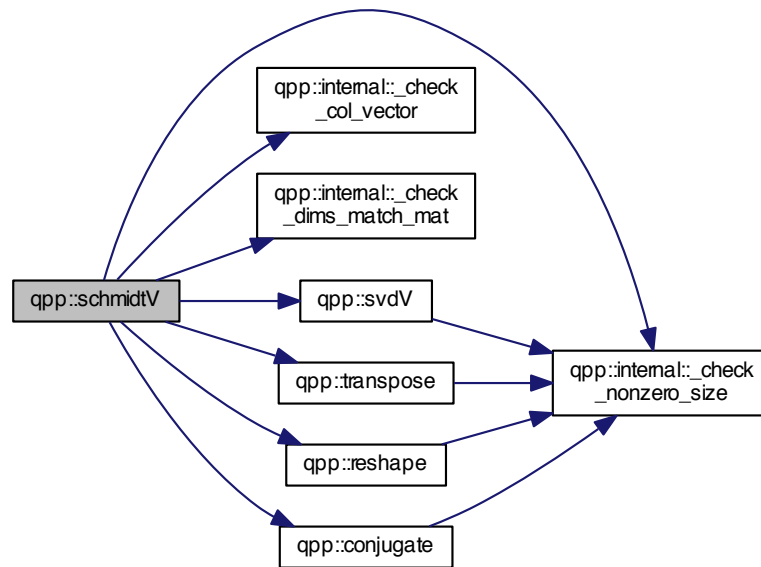 qpp::internal::_check
_col_vector
qpp::internal::_check
_dims_match_mat
qpp::schmidtV
qpp::svdV
qpp::transpose
qpp::internal::_check
_nonzero_size
qpp::reshape
qpp::conjugate